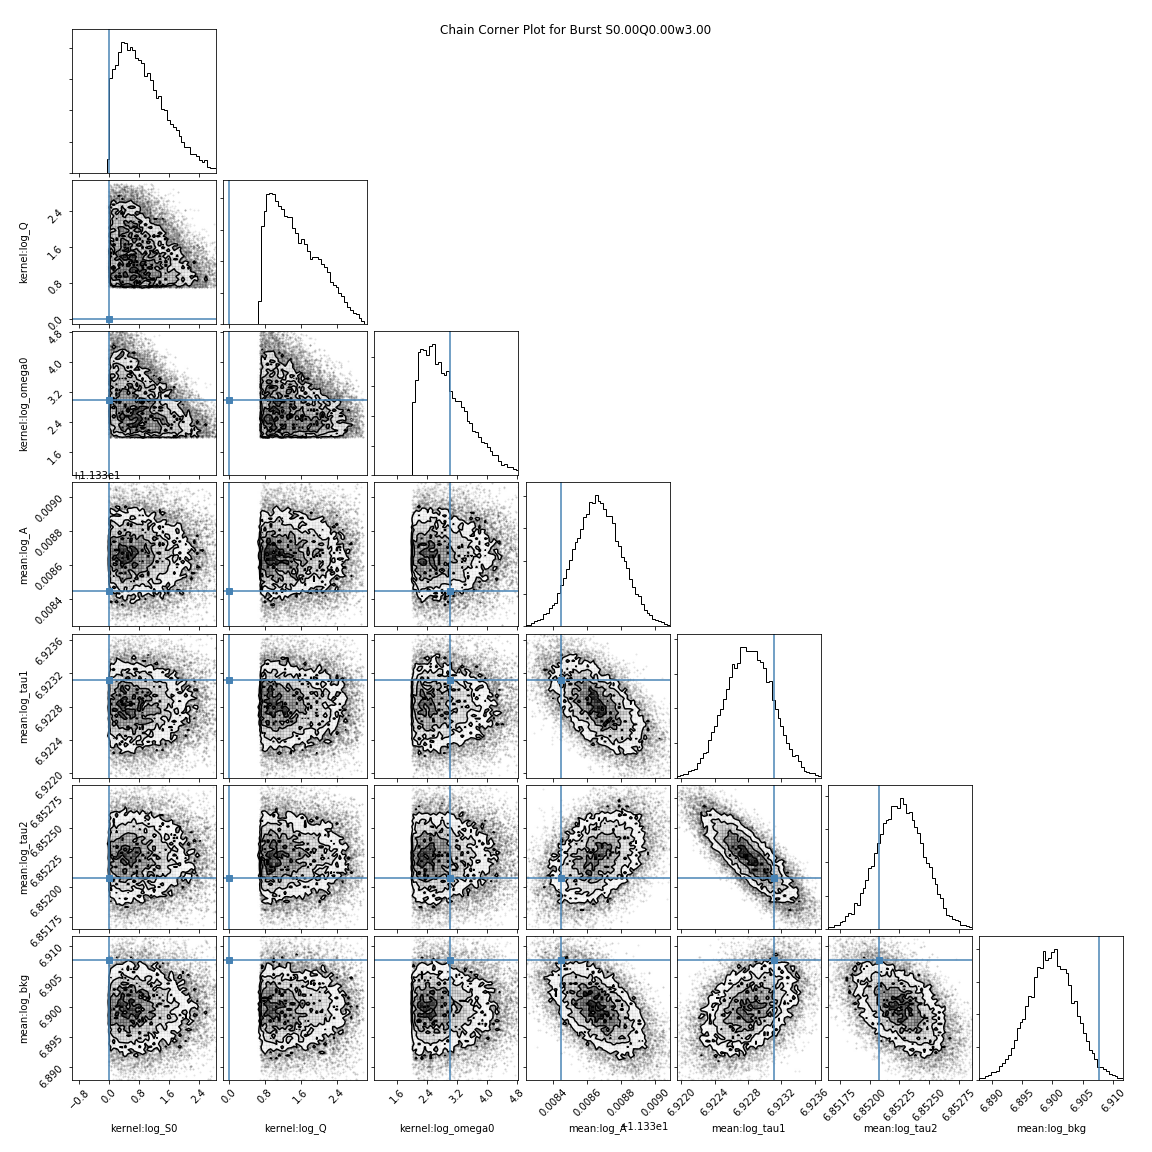 Chain Corner Plot for Burst S0.00Q0.00w3.00
kernel:log_Q
2.4
1.6
0.8
0.0
kernel:log_omega0
4.8
4.0
3.2
2.4
1.6
+1.133e1
mean:log_A
0.0090
0.0088
0.0086
0.0084
mean:log_tau1
6.9236
6.9232
6.9228
6.9224
6.9220
mean:log_tau2
6.85275
6.85250
6.85225
6.85200
6.85175
mean:log_bkg
6.910
6.905
6.900
6.895
6.890
−0.8 0.0 0.8 1.6 2.4
0.0 0.8 1.6 2.4
1.6 2.4 3.2 4.0 4.8
0.0084 0.0086 0.0088 0.0090
6.9220 6.9224 6.9228 6.9232 6.9236
6.85175 6.85200 6.85225 6.85250 6.85275
6.890 6.895 6.900 6.905 6.910
kernel:log_S0
kernel:log_Q
kernel:log_omega0
mean:log_A
+1.133e1
mean:log_tau1
mean:log_tau2
mean:log_bkg